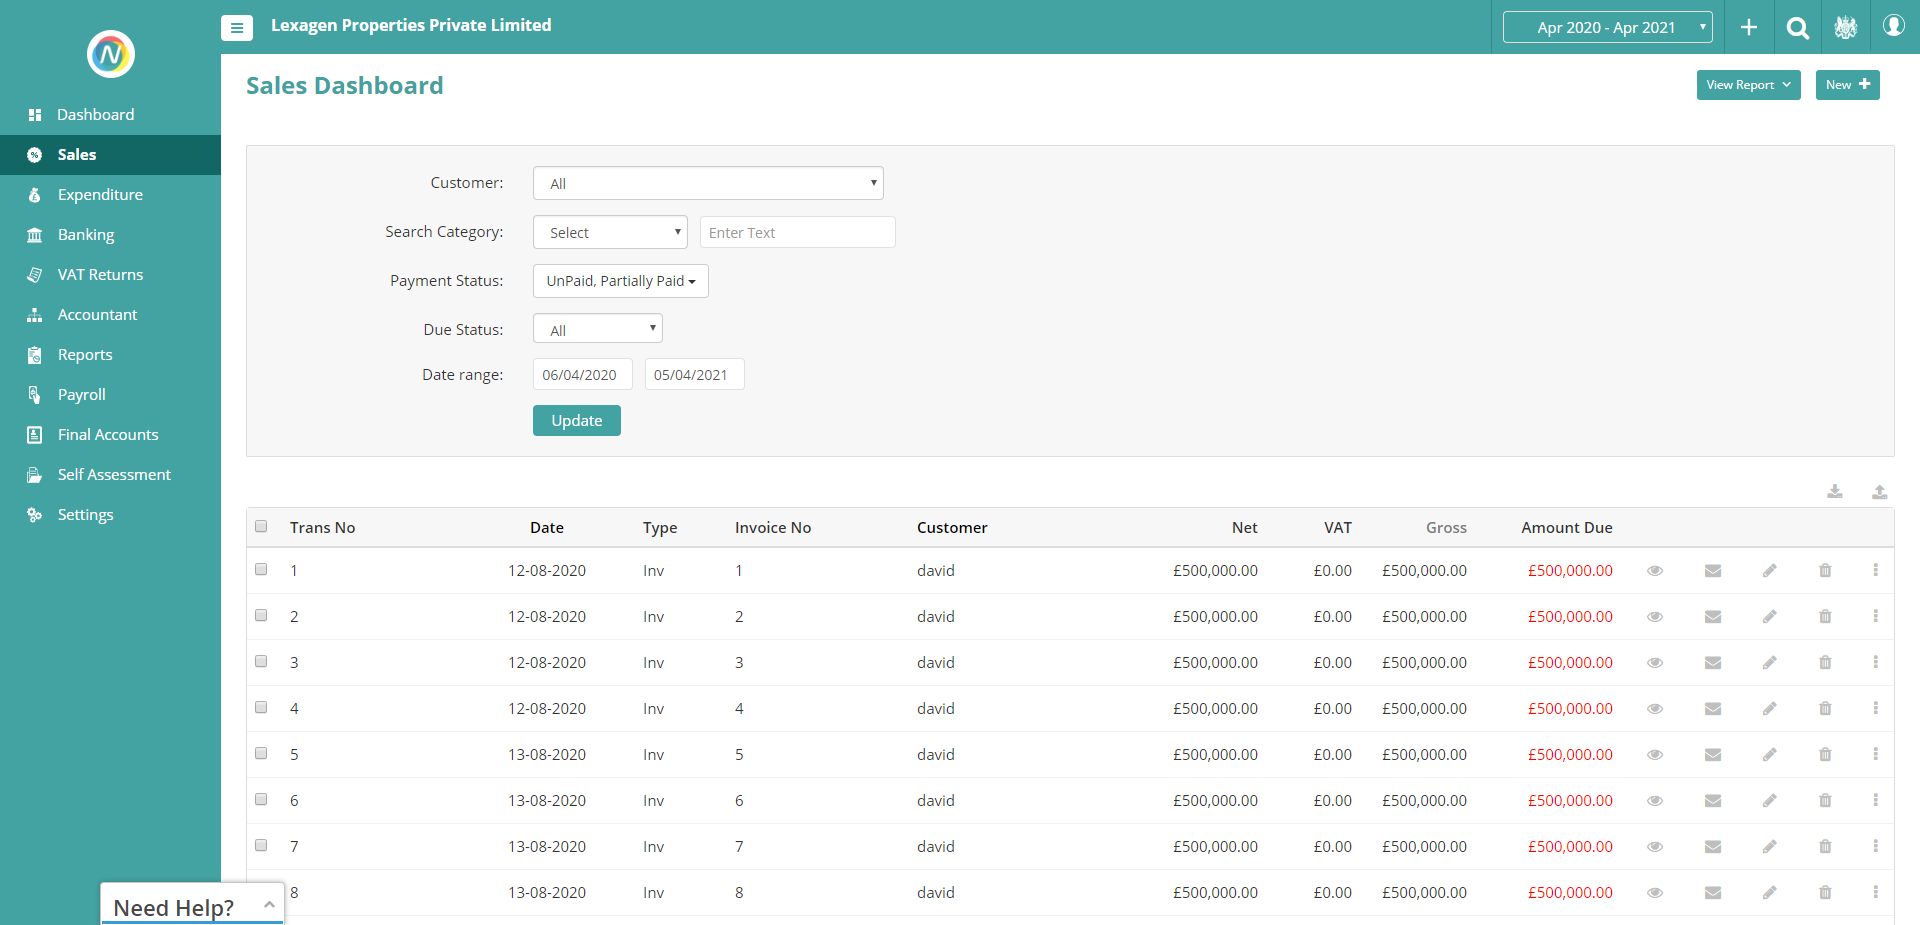 Lexagen Properties Private Limited
Apr 2020 - Apr 2021
N
Dashboard
Sales
Expenditure
Banking
VAT Returns
Accountant
Reports
Payroll
Final Accounts
Self Assessment
Settings
Sales Dashboard
View Report
New
Customer: All
Search Category: Select Enter Text
Payment Status: UnPaid, Partially Paid
Due Status: All
Date range: 06/04/2020 05/04/2021
Update
Trans No Date Type Invoice No Customer Net VAT Gross Amount Due
1 12-08-2020 Inv 1 david £500,000.00 £0.00 £500,000.00 £500,000.00
2 12-08-2020 Inv 2 david £500,000.00 £0.00 £500,000.00 £500,000.00
3 12-08-2020 Inv 3 david £500,000.00 £0.00 £500,000.00 £500,000.00
4 12-08-2020 Inv 4 david £500,000.00 £0.00 £500,000.00 £500,000.00
5 13-08-2020 Inv 5 david £500,000.00 £0.00 £500,000.00 £500,000.00
6 13-08-2020 Inv 6 david £500,000.00 £0.00 £500,000.00 £500,000.00
7 13-08-2020 Inv 7 david £500,000.00 £0.00 £500,000.00 £500,000.00
8 13-08-2020 Inv 8 david £500,000.00 £0.00 £500,000.00 £500,000.00
Need Help?